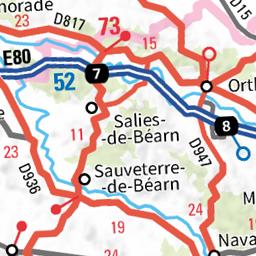 norade
D817
73
D15
23
15
E80
52
7
Orth
Salies-
-de-Béarn
8
11
23
D947
Sauveterre-
-de-Béarn
D936
24
19
M
Nava